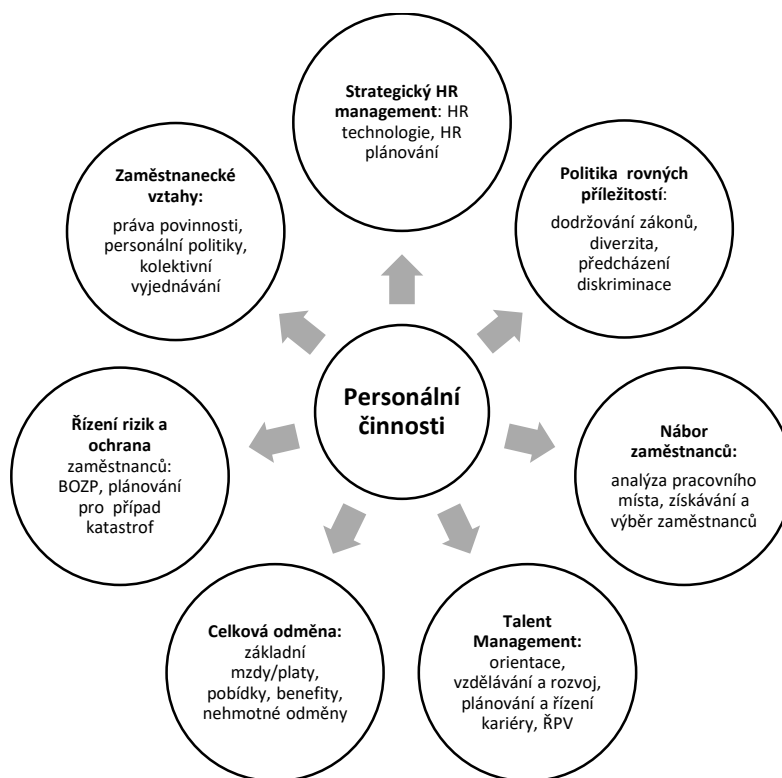 Strategický HR
management: HR
technologie, HR
plánování
Politika rovných
příležitostí:
dodržování zákonů,
diverzita,
předcházení
diskriminace
Nábor
zaměstnanců:
analýza pracovního
místa, získávání a
výběr zaměstnanců
Talent
Management:
orientace,
vzdělávání a rozvoj,
plánování a řízení
kariéry, ŘPV
Celková odměna:
základní
mzdy/platy,
pobídky, benefity,
nehmotné odměny
Řízení rizik a
ochrana
zaměstnanců:
BOZP, plánování
pro případ
katastrof
Zaměstnanecké
vztahy:
práva povinnosti,
personální politiky,
kolektivní
vyjednávání
Personální
činnosti